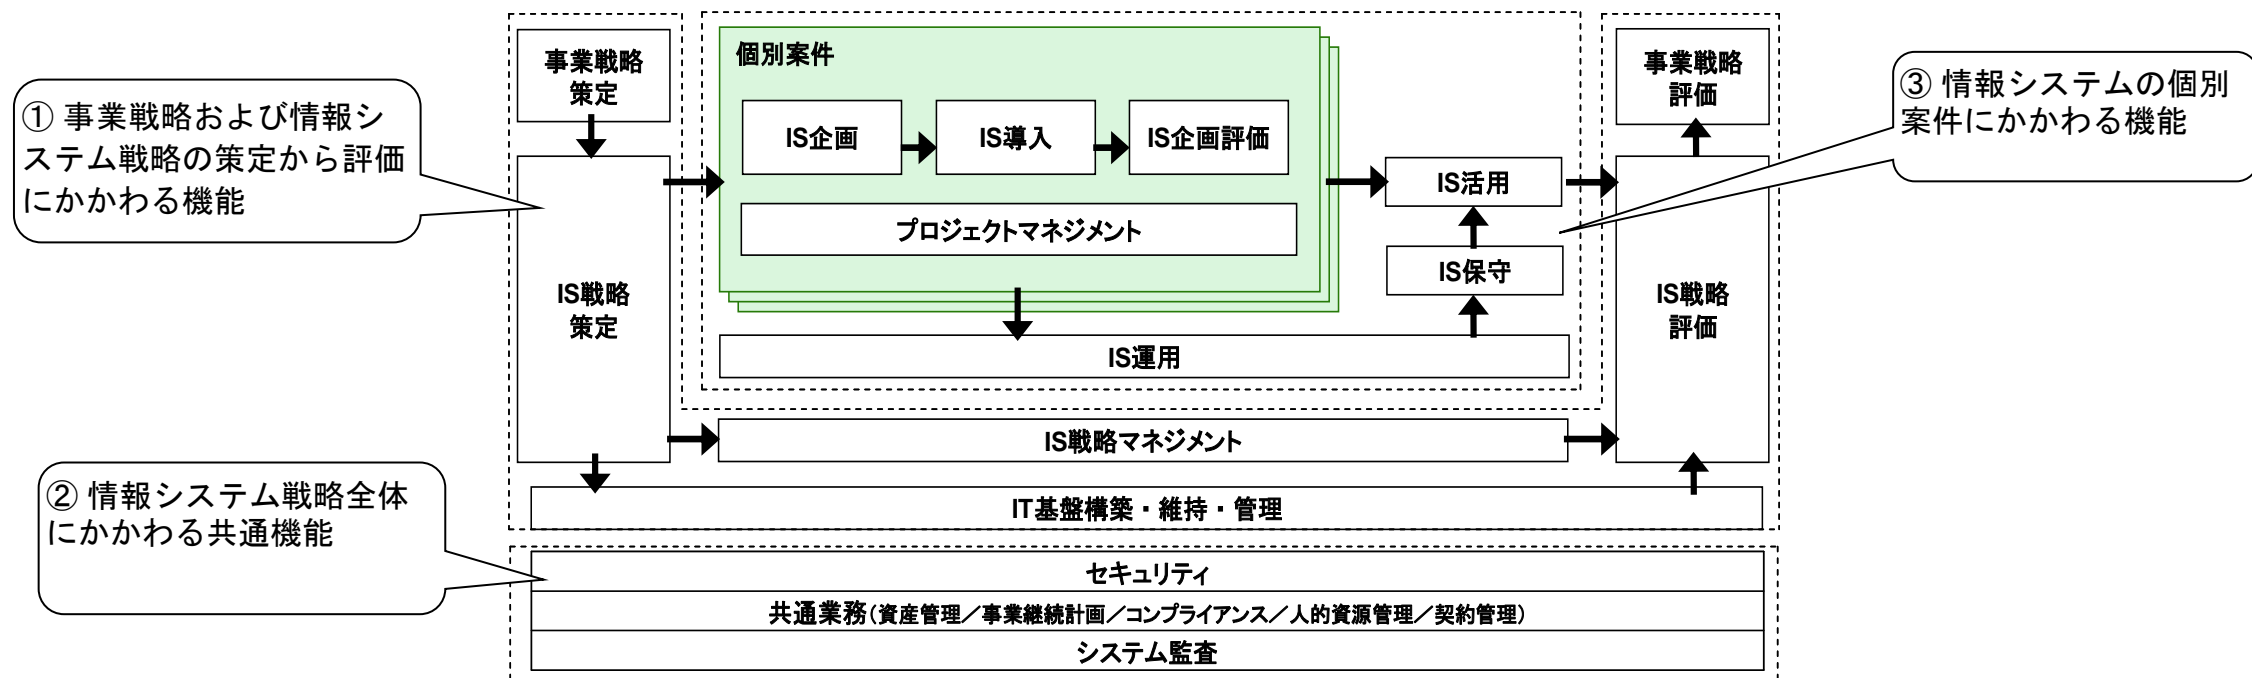 ① 事業戦略および情報シ
ステム戦略の策定から評価
にかかわる機能
② 情報システム戦略全体
にかかわる共通機能
事業戦略
策定
IS戦略
策定
個別案件
IS企画
IS導入
IS企画評価
プロジェクトマネジメント
IS活用
IS保守
IS運用
IS戦略マネジメント
IT基盤構築・維持・管理
事業戦略
評価
IS戦略
評価
③ 情報システムの個別
案件にかかわる機能
セキュリティ
共通業務(資産管理／事業継続計画／コンプライアンス／人的資源管理／契約管理)
システム監査